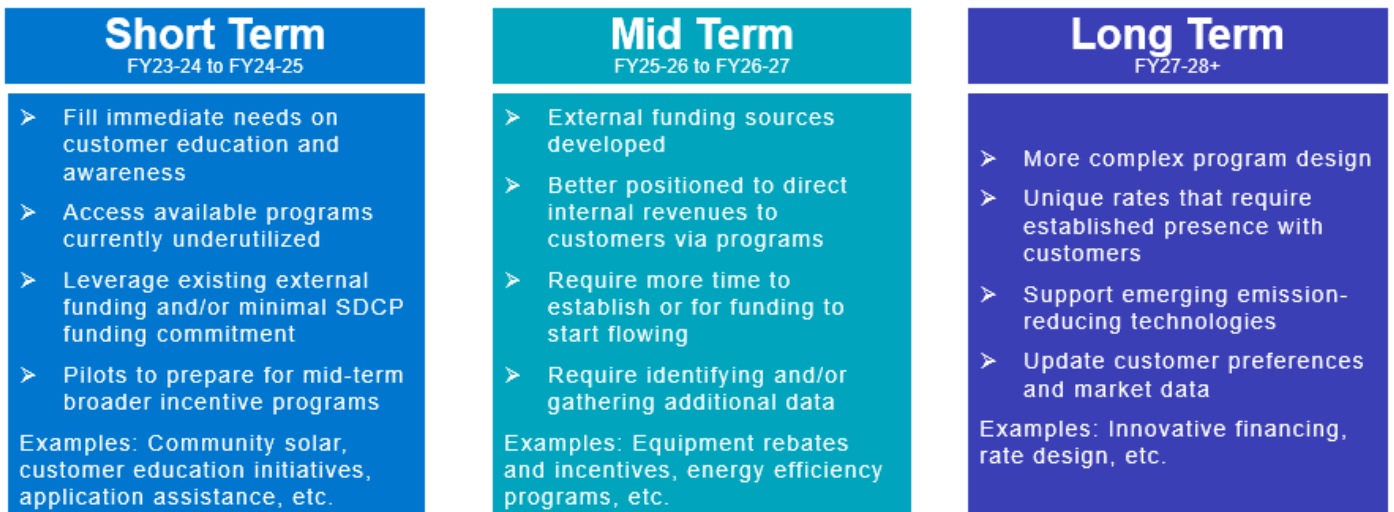 Short Term
FY23-24 to FY24-25
➢ Fill immediate needs on
customer education and
awareness
➢ Access available programs
currently underutilized
➢ Leverage existing external
funding and/or minimal SDCP
funding commitment
➢ Pilots to prepare for mid-term
broader incentive programs
Examples: Community solar,
customer education initiatives,
application assistance, etc.
Mid Term
FY25-26 to FY26-27
➢ External funding sources
developed
➢ Better positioned to direct
internal revenues to
customers via programs
➢ Require more time to
establish or for funding to
start flowing
➢ Require identifying and/or
gathering additional data
Examples: Equipment rebates
and incentives, energy efficiency
programs, etc.
Long Term
FY27-28+
➢ More complex program design
➢ Unique rates that require
established presence with
customers
➢ Support emerging emission-
reducing technologies
➢ Update customer preferences
and market data
Examples: Innovative financing,
rate design, etc.